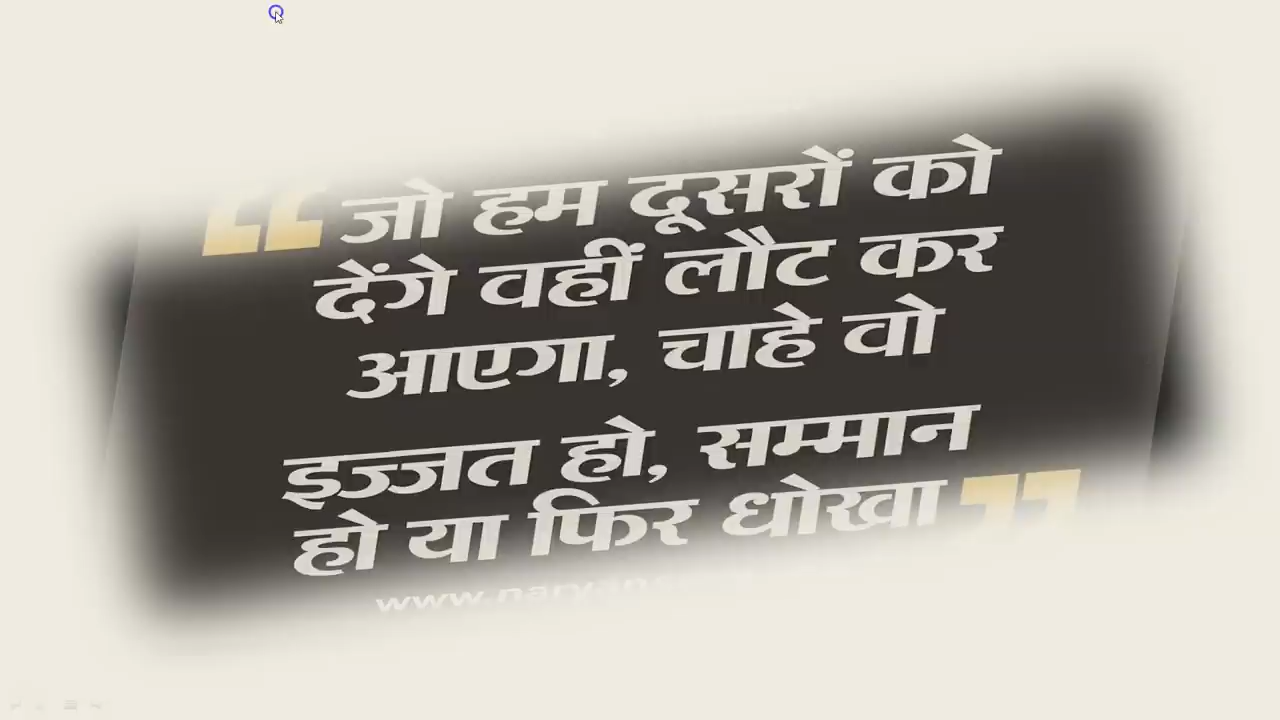 “ जो हम दूसरों को
देंगे वहीं लौट कर
आएगा, चाहे वो
इज्जत हो, सम्मान
हो या फिर धोखा ”